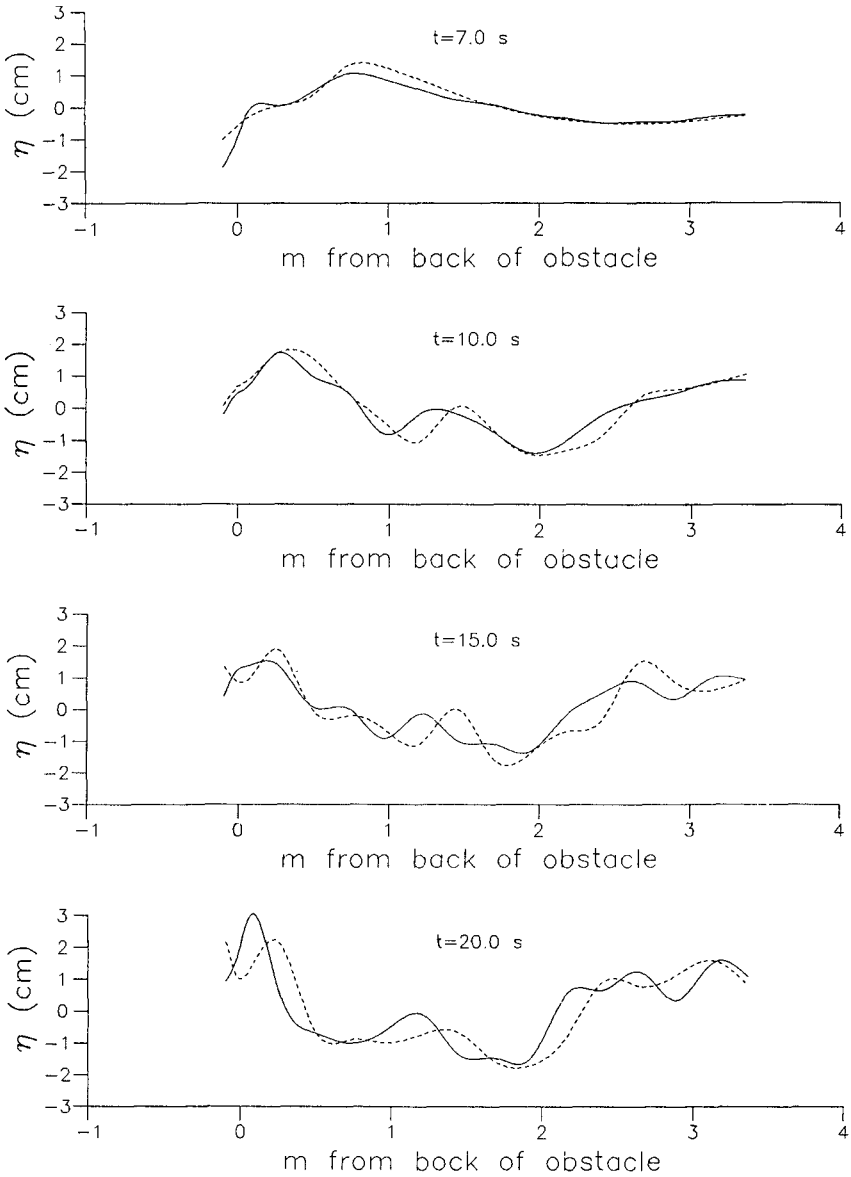 3
2
1
0
−1
−2
−3
η (cm)
t=7.0 s
−1 0 1 2 3 4
m from back of obstacle
3
2
1
0
−1
−2
−3
η (cm)
t=10.0 s
−1 0 1 2 3 4
m from back of obstacle
3
2
1
0
−1
−2
−3
η (cm)
t=15.0 s
−1 0 1 2 3 4
m from back of obstacle
3
2
1
0
−1
−2
−3
η (cm)
t=20.0 s
−1 0 1 2 3 4
m from bock of obstacle